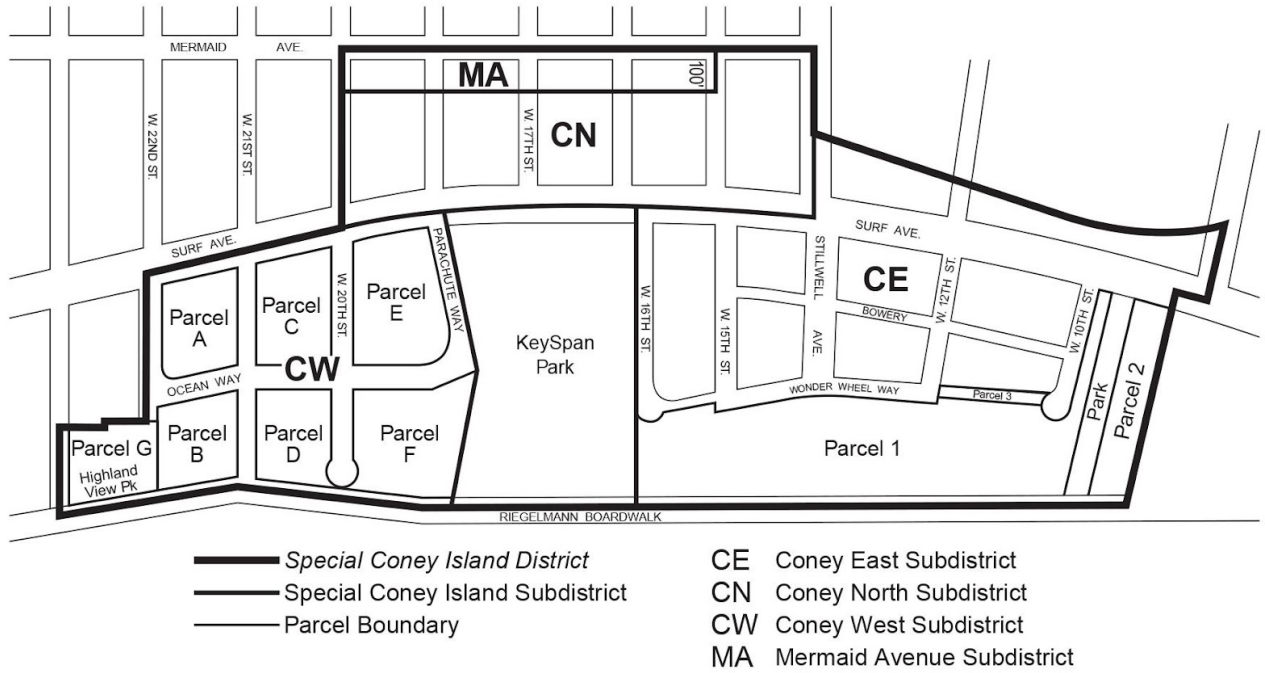 MERMAID AVE.
MA
100'
W. 22ND ST.
W. 21ST ST.
W. 17TH ST.
CN
SURF AVE.
SURF AVE.
PARACHUTE WAY
STILLWELL AVE.
CE
W. 12TH ST.
W. 20TH ST.
Parcel
E
Parcel
C
Parcel
A
KeySpan
Park
W. 16TH ST.
W. 15TH ST.
BOWERY
W. 10TH ST.
CW
OCEAN WAY
WONDER WHEEL WAY
Parcel 3
Park
Parcel 2
Parcel G
Highland
View Pk
Parcel
B
Parcel
D
Parcel
F
Parcel 1
RIEGELMANN BOARDWALK
Special Coney Island District
Special Coney Island Subdistrict
Parcel Boundary
CE Coney East Subdistrict
CN Coney North Subdistrict
CW Coney West Subdistrict
MA Mermaid Avenue Subdistrict